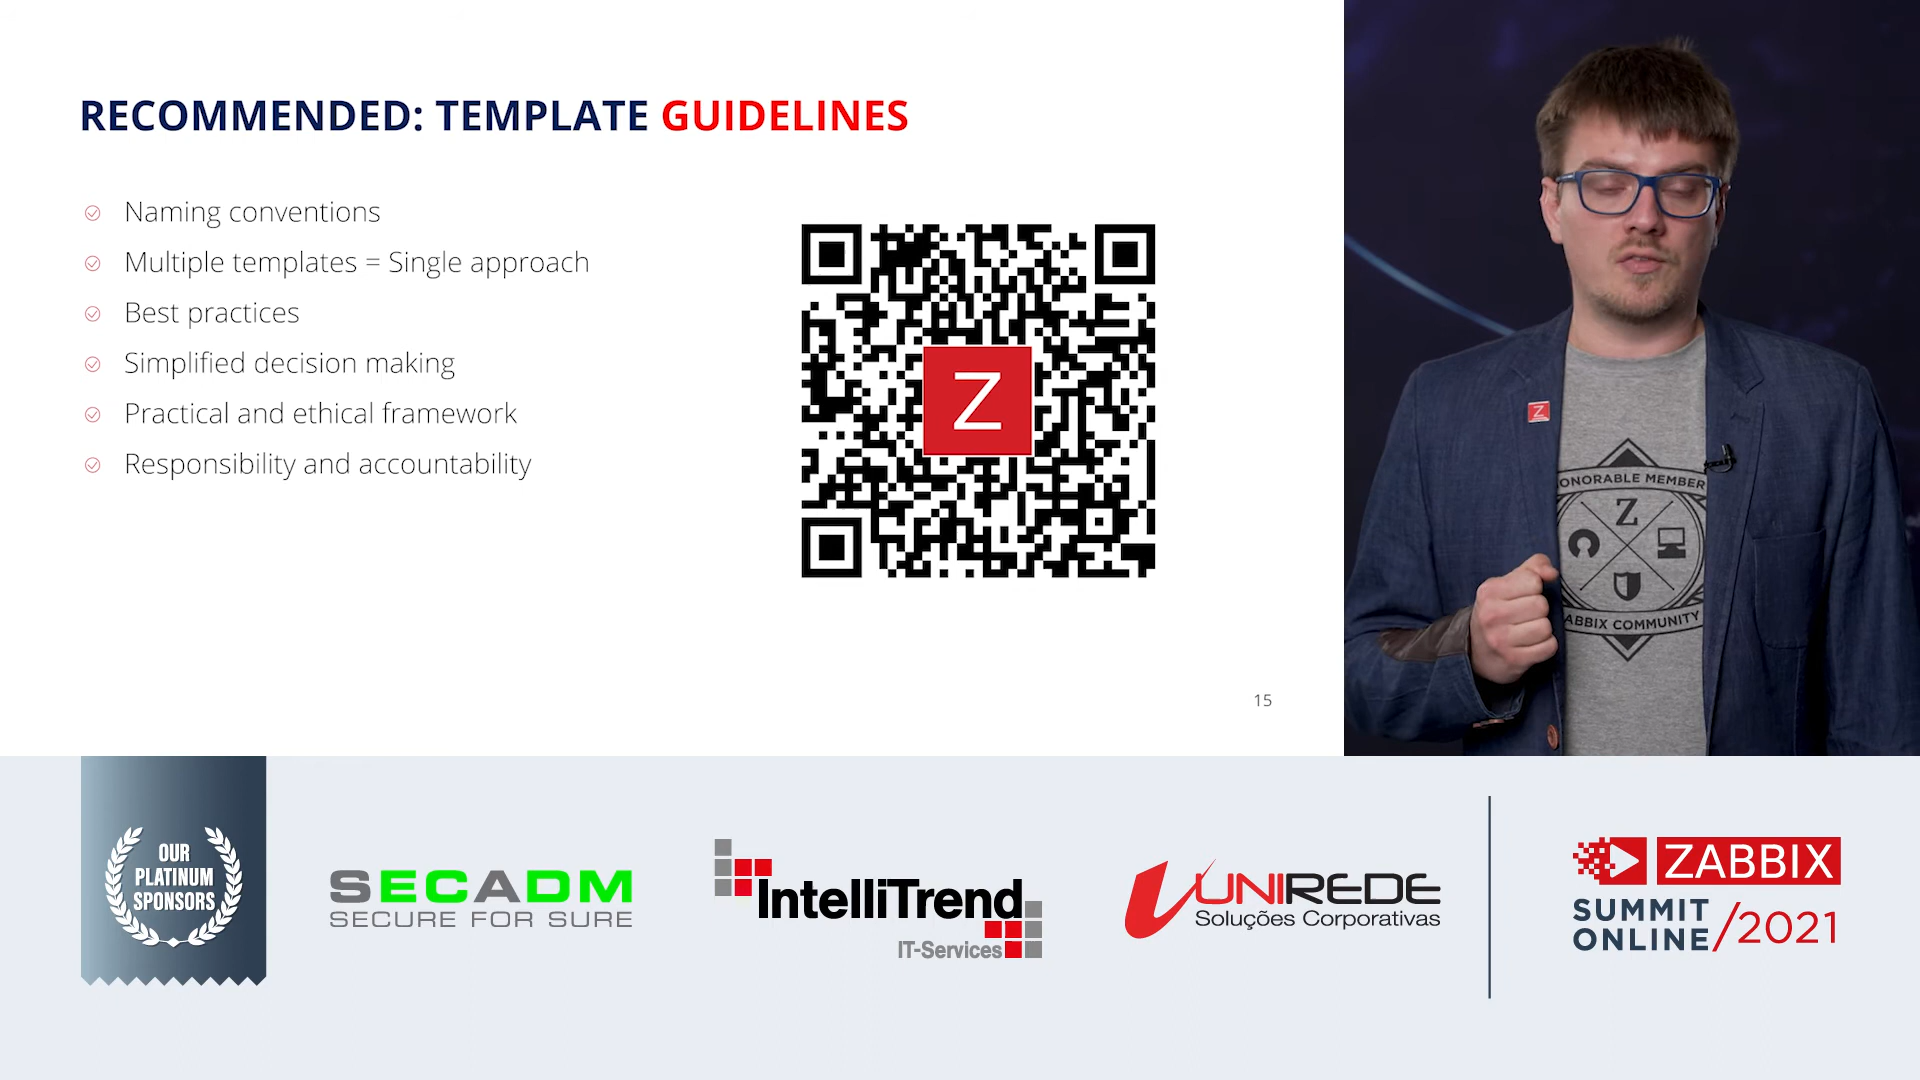 RECOMMENDED: TEMPLATE GUIDELINES
Naming conventions
Multiple templates = Single approach
Best practices
Simplified decision making
Practical and ethical framework
Responsibility and accountability
Z
15
Z
ONORABLE MEMBER
Z
ABBIX COMMUNITY
OUR
PLATINUM
SPONSORS
SECADM
SECURE FOR SURE
IntelliTrend
IT-Services
UNIREDE
Soluções Corporativas
ZABBIX
SUMMIT
ONLINE /2021